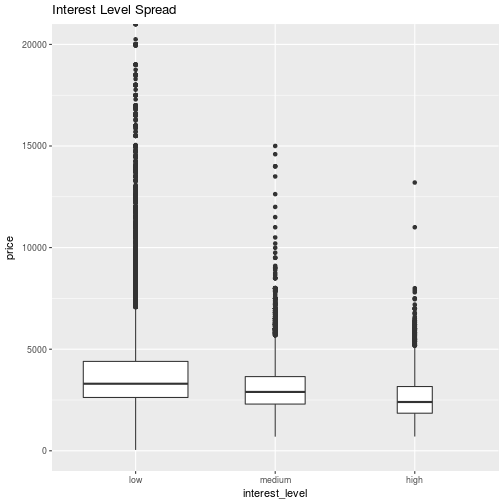 Interest Level Spread
20000
15000
10000
5000
0
price
low medium high
interest_level